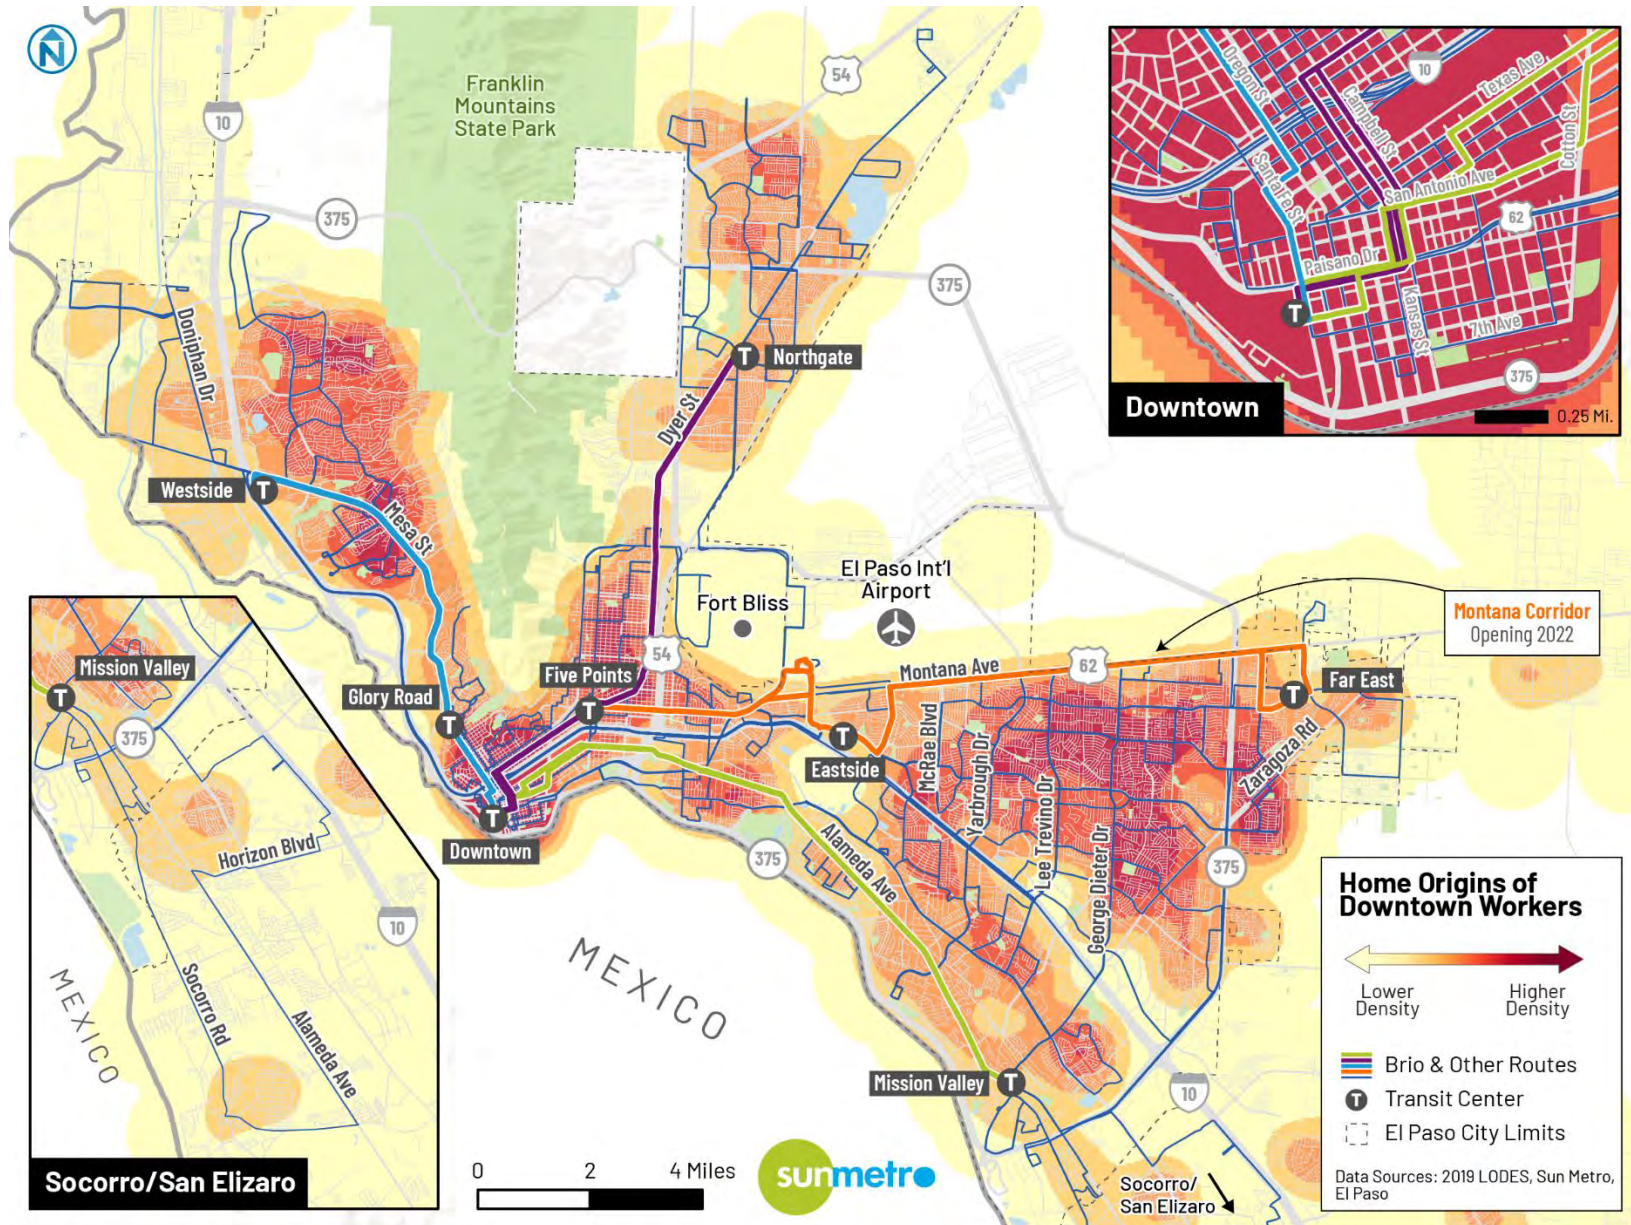 N
Franklin
Mountains
State Park
54
10
375
375
Doniphan Dr
Northgate
Dyer St
Westside
Mesa St
El Paso Int'l
Airport
Fort Bliss
54
Five Points
Glory Road
Montana Ave
62
Montana Corridor
Opening 2022
Far East
Eastside
McRae Blvd
Yarbrough Dr
Lee Trevino Dr
George Dieter Dr
Zaragoza Rd
Downtown
375
Alameda Ave
375
MEXICO
Mission Valley
10
Socorro/
San Elizaro
0 2 4 Miles
sunmetro
Oregon St
10
Texas Ave
Campbell St
Cotton St
Santa Fe St
San Antonio Ave
62
Paisano Dr
Kansas St
7th Ave
375
Downtown
0.25 Mi.
Mission Valley
375
Horizon Blvd
10
MEXICO
Socorro Rd
Alameda Ave
Socorro/San Elizaro
Home Origins of
Downtown Workers
Lower
Density
Higher
Density
Brio & Other Routes
T Transit Center
El Paso City Limits
Data Sources: 2019 LODES, Sun Metro,
El Paso